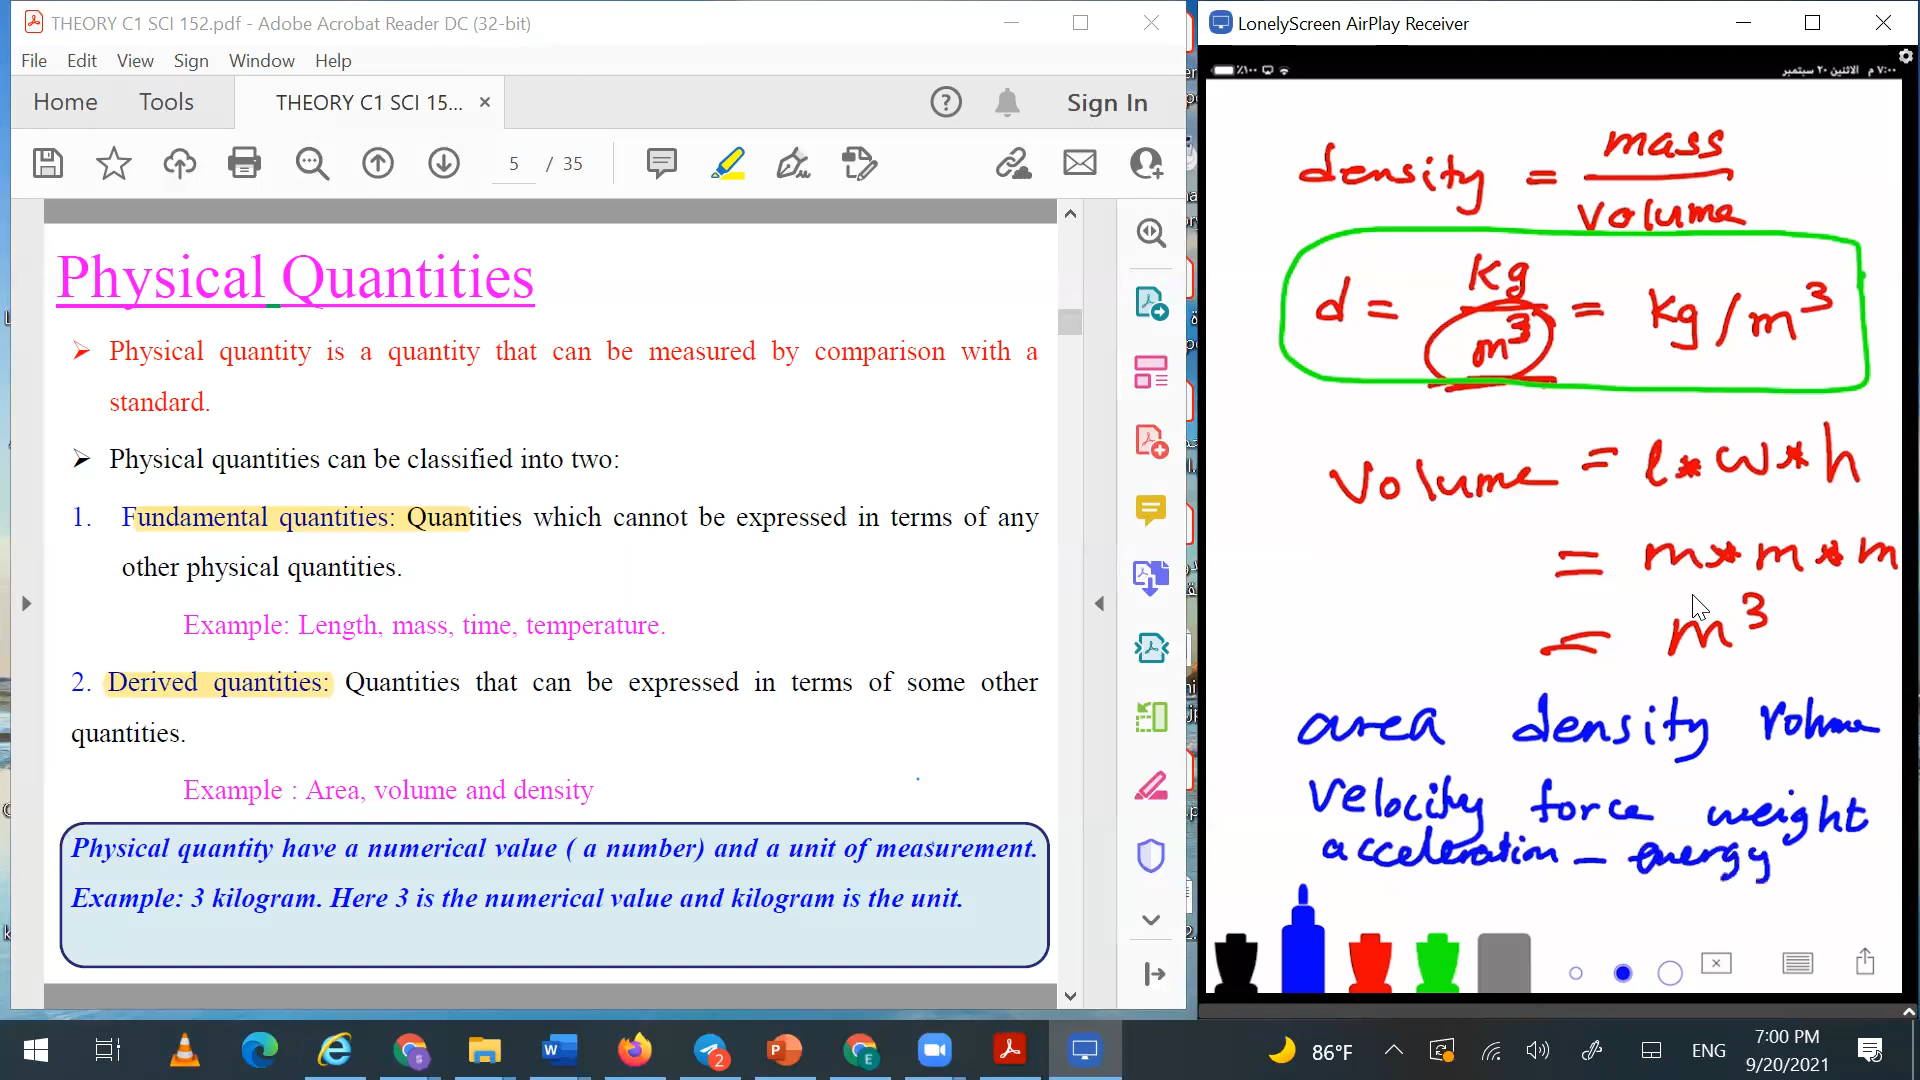 THEORY C1 SCI 152.pdf - Adobe Acrobat Reader DC (32-bit)
File Edit View Sign Window Help
Home Tools THEORY C1 SCI 15... × Sign In
5 / 35
Physical Quantities
Physical quantity is a quantity that can be measured by comparison with a
standard.
Physical quantities can be classified into two:
1. Fundamental quantities: Quantities which cannot be expressed in terms of any
other physical quantities.
Example: Length, mass, time, temperature.
2. Derived quantities: Quantities that can be expressed in terms of some other
quantities.
Example : Area, volume and density
Physical quantity have a numerical value ( a number) and a unit of measurement.
Example: 3 kilogram. Here 3 is the numerical value and kilogram is the unit.
LonelyScreen AirPlay Receiver
٪١٠٠ ٧:٠٠ م الاثنين ٢٠ سبتمبر
density = mass
volume
d = kg = kg/m³
m³
volume = l*w*h
= m*m*m
= m³
area density volume
velocity force weight
acceleration – energy
86°F ENG 7:00 PM
9/20/2021